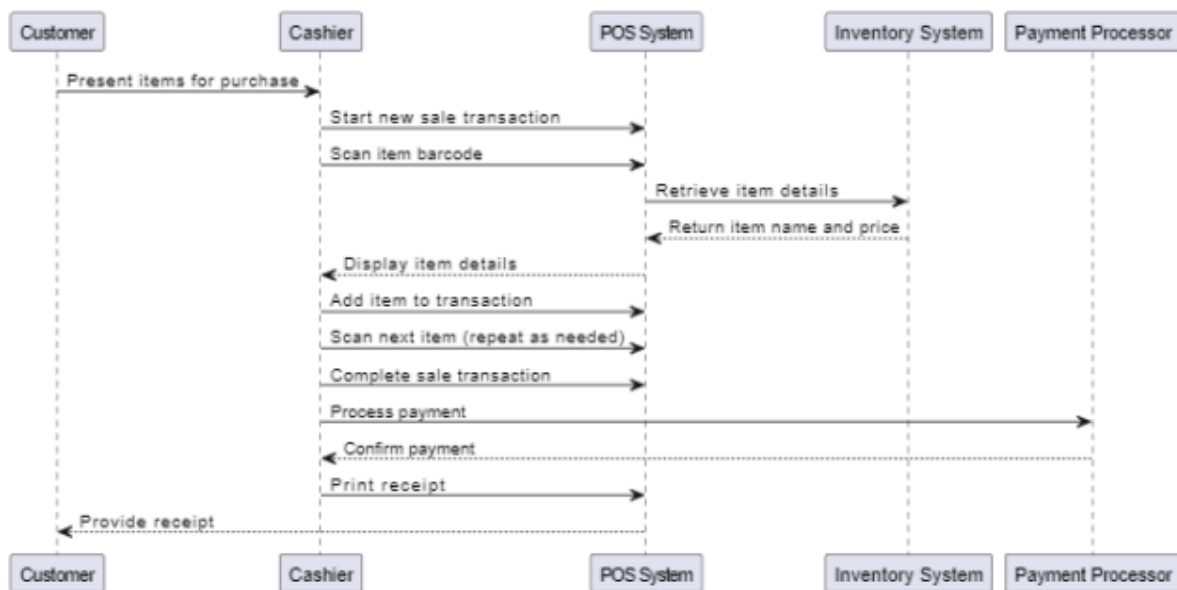 Customer Cashier POS System Inventory System Payment Processor
Present items for purchase
Start new sale transaction
Scan item barcode
Retrieve item details
Return item name and price
Display item details
Add item to transaction
Scan next item (repeat as needed)
Complete sale transaction
Process payment
Confirm payment
Print receipt
Provide receipt
Customer Cashier POS System Inventory System Payment Processor